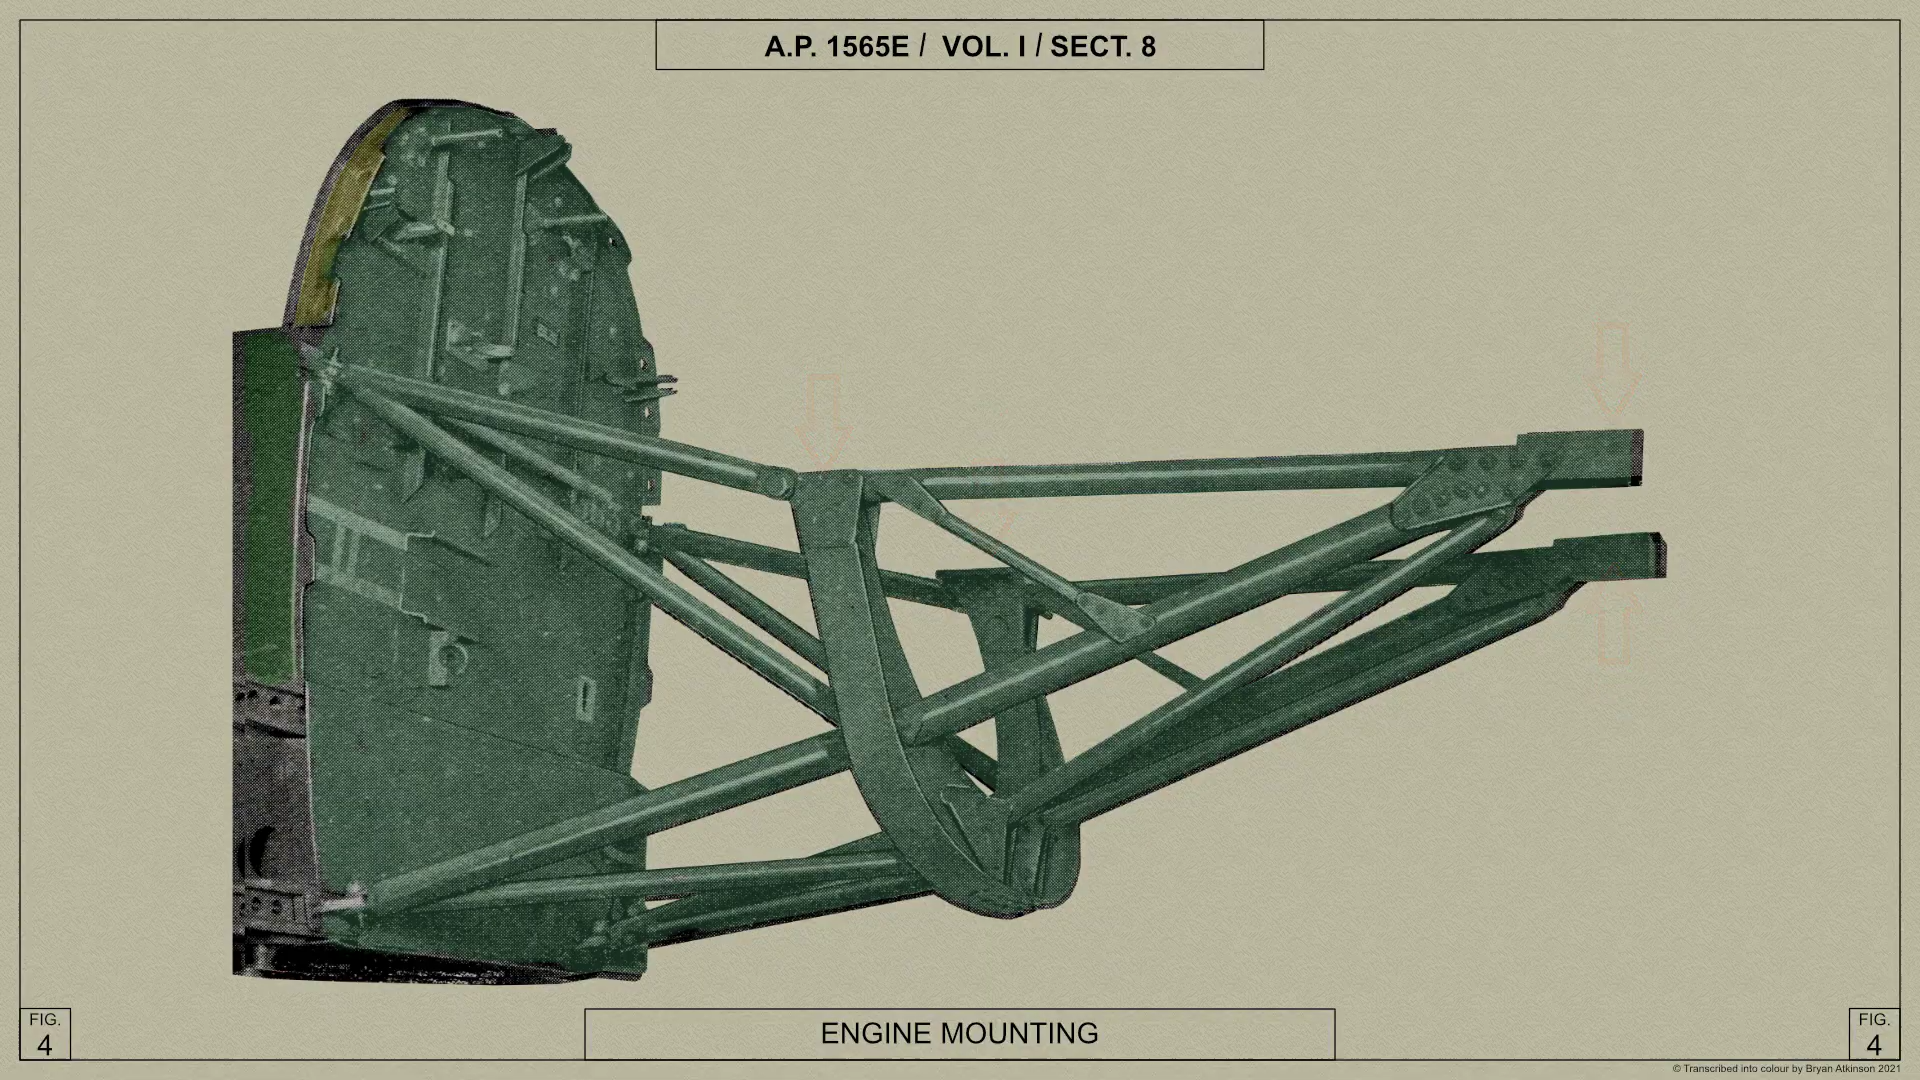 A.P. 1565E / VOL. I / SECT. 8
FIG.
4
ENGINE MOUNTING
FIG.
4
© Transcribed into colour by Bryan Atkinson 2021